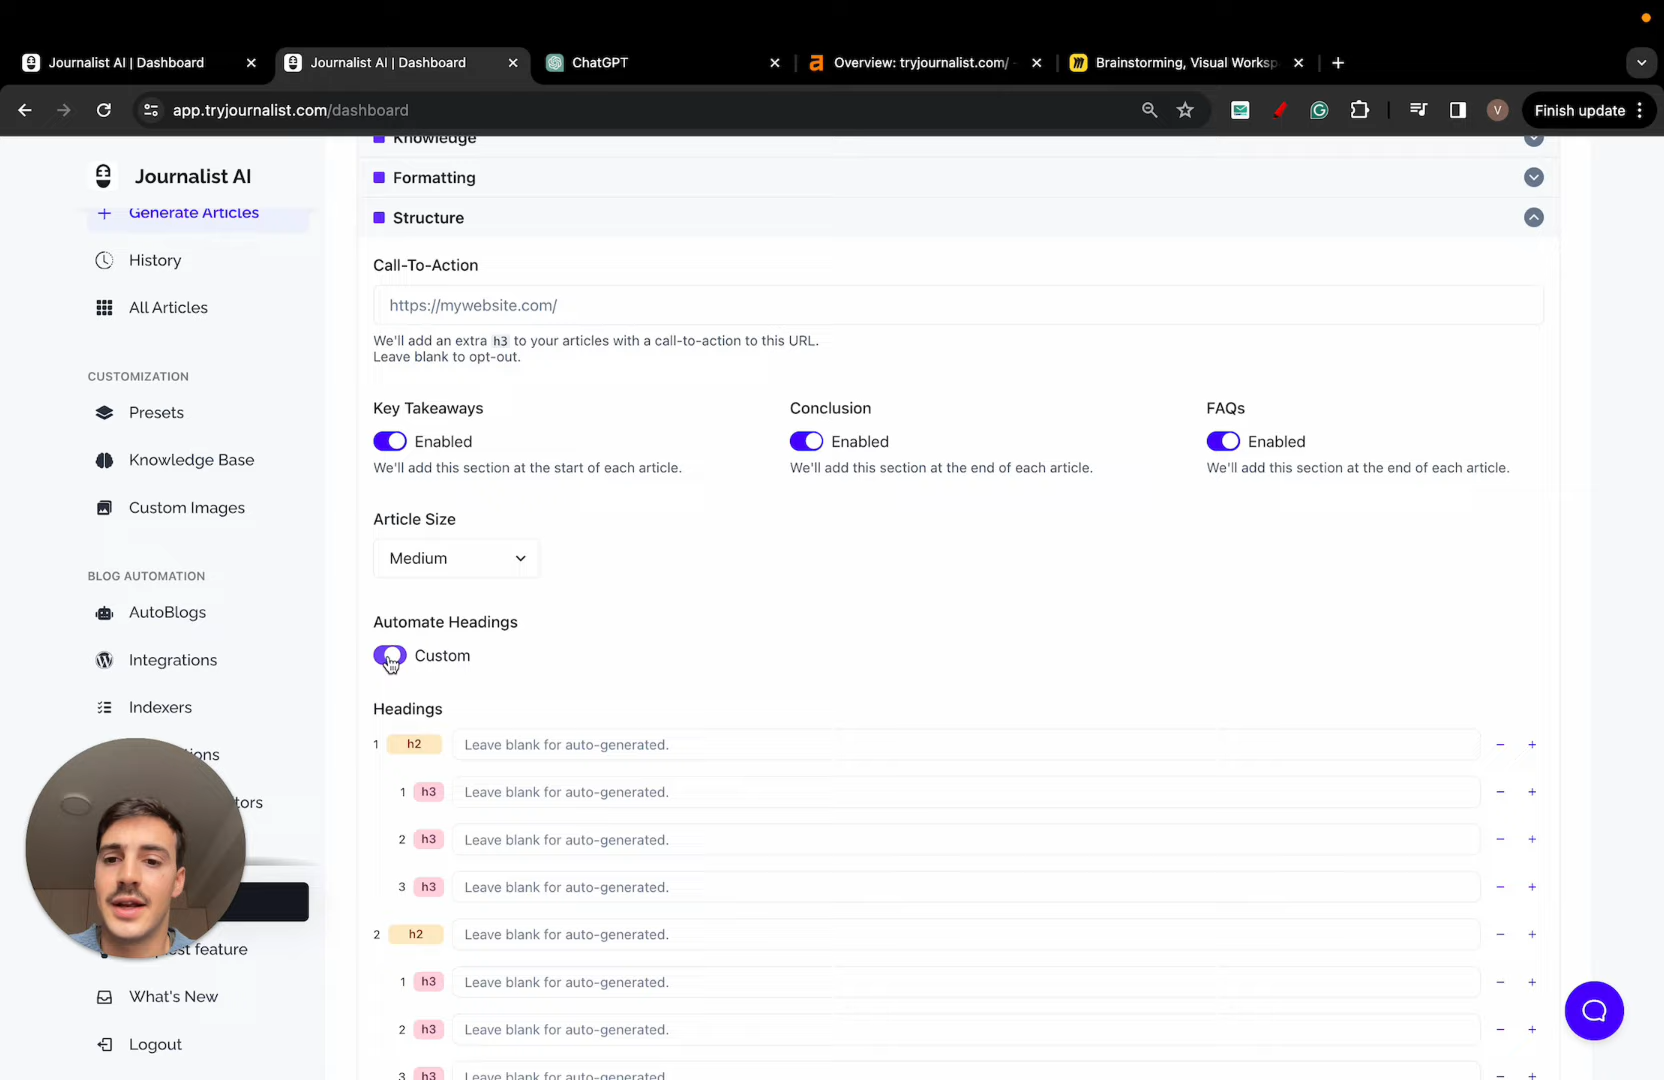 Journalist AI | Dashboard
Journalist AI | Dashboard
ChatGPT
Overview: tryjournalist.com/
Brainstorming, Visual Worksp
app.tryjournalist.com/dashboard
V
Finish update
Journalist AI
Generate Articles
History
All Articles
CUSTOMIZATION
Presets
Knowledge Base
Custom Images
BLOG AUTOMATION
AutoBlogs
Integrations
Indexers
What's New
Logout
Knowledge
Formatting
Structure
Call-To-Action
https://mywebsite.com/
We'll add an extra h3 to your articles with a call-to-action to this URL.
Leave blank to opt-out.
Key Takeaways
Enabled
We'll add this section at the start of each article.
Conclusion
Enabled
We'll add this section at the end of each article.
FAQs
Enabled
We'll add this section at the end of each article.
Article Size
Medium
Automate Headings
Custom
Headings
1 h2 Leave blank for auto-generated. - +
1 h3 Leave blank for auto-generated. - +
2 h3 Leave blank for auto-generated. - +
3 h3 Leave blank for auto-generated. - +
2 h2 Leave blank for auto-generated. - +
1 h3 Leave blank for auto-generated. - +
2 h3 Leave blank for auto-generated. - +
3 h3 Leave blank for auto-generated. - +